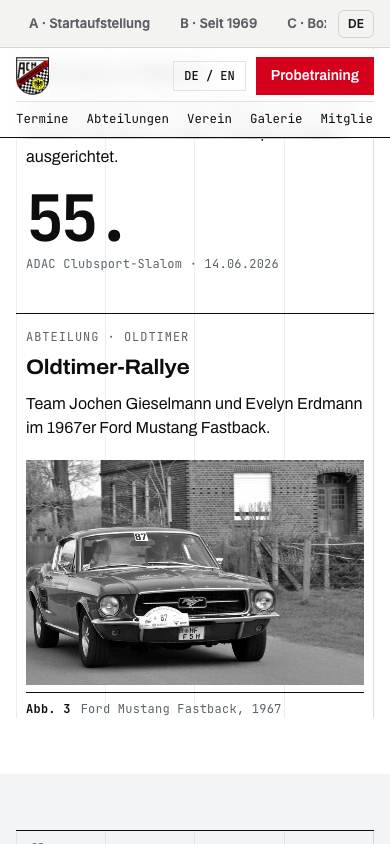 A · Startaufstellung B · Seit 1969 C · DE
DE / EN Probetraining
Termine Abteilungen Verein Galerie Mitglie
ausgerichtet.
55.
ADAC Clubsport-Slalom · 14.06.2026
ABTEILUNG · OLDTIMER
Oldtimer-Rallye
Team Jochen Gieselmann und Evelyn Erdmann
im 1967er Ford Mustang Fastback.
87
87
Abb. 3 Ford Mustang Fastback, 1967